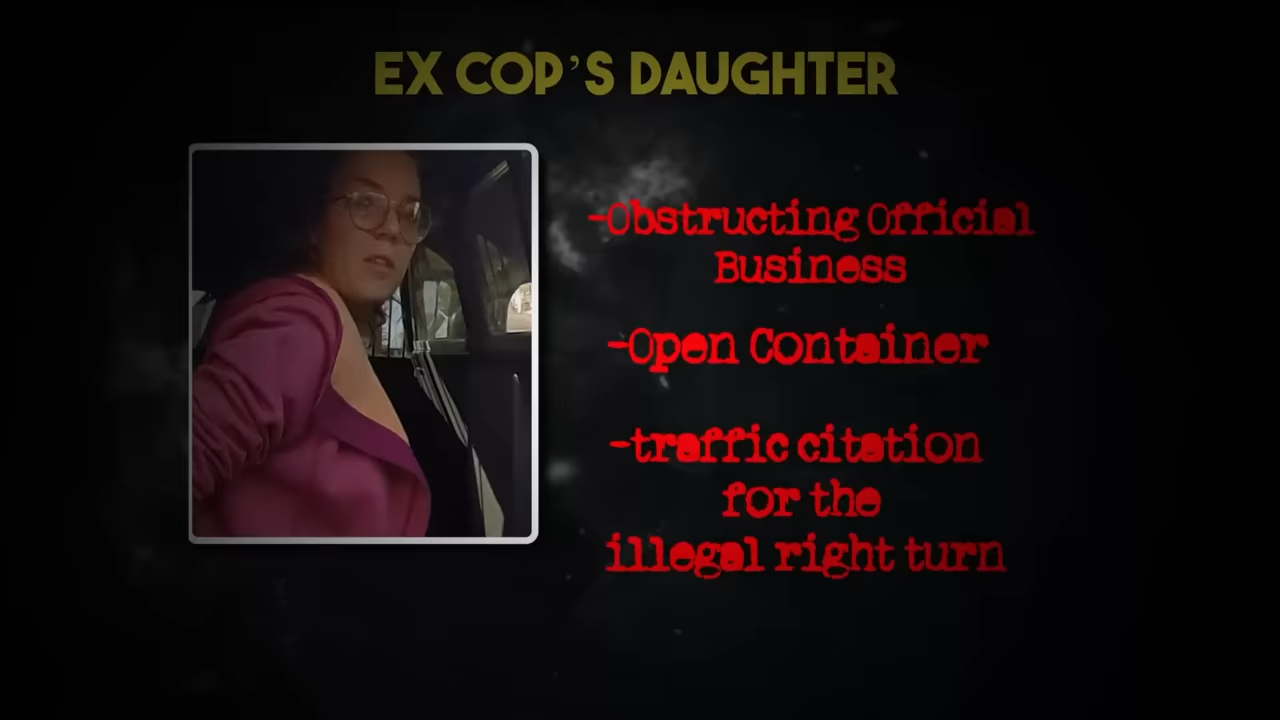 EX COP'S DAUGHTER
-Obstructing Official
Business
-Open Container
-traffic citation
for the
illegal right turn